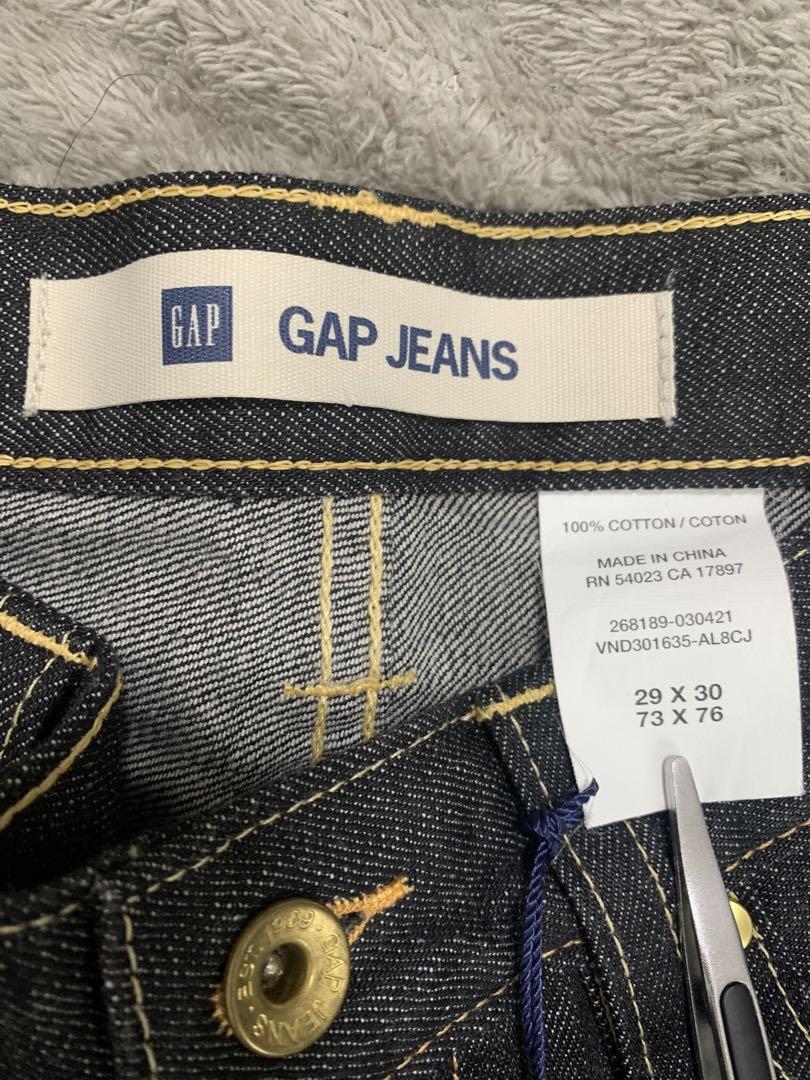 GAP
GAP JEANS
100% COTTON / COTON
MADE IN CHINA
RN 54023 CA 17897
268189-030421
VND301635-AL8CJ
29 X 30
73 X 76
EST. 1969. GAP JEANS.